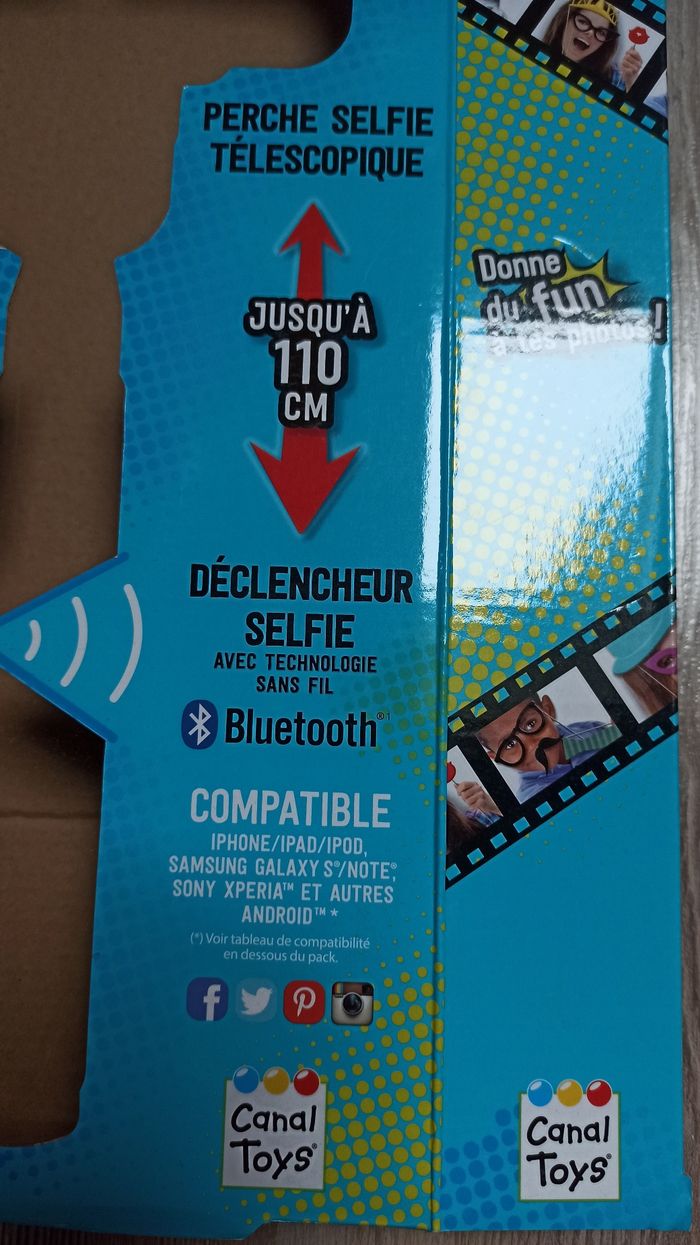 PERCHE SELFIE
TÉLESCOPIQUE
JUSQU'À
110
CM
DÉCLENCHEUR
SELFIE
AVEC TECHNOLOGIE
SANS FIL
Bluetooth®1
COMPATIBLE
IPHONE/IPAD/IPOD,
SAMSUNG GALAXY S®/NOTE®,
SONY XPERIA™ ET AUTRES
ANDROID™ *
(*) Voir tableau de compatibilité
en dessous du pack.
Canal
Toys®
Donne
du fun
à tes photos !
Canal
Toys®